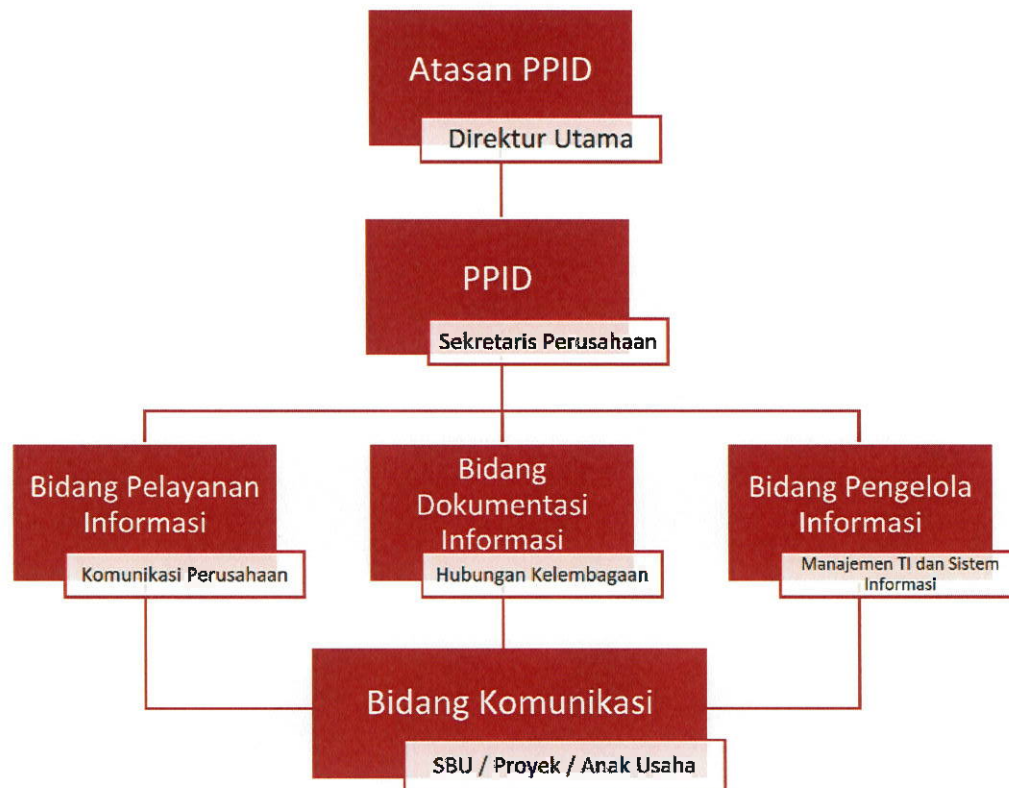 Atasan PPID
Direktur Utama
PPID
Sekretaris Perusahaan
Bidang Pelayanan
Informasi
Komunikasi Perusahaan
Bidang
Dokumentasi
Informasi
Hubungan Kelembagaan
Bidang Pengelola
Informasi
Manajemen TI dan Sistem
Informasi
Bidang Komunikasi
SBU / Proyek / Anak Usaha